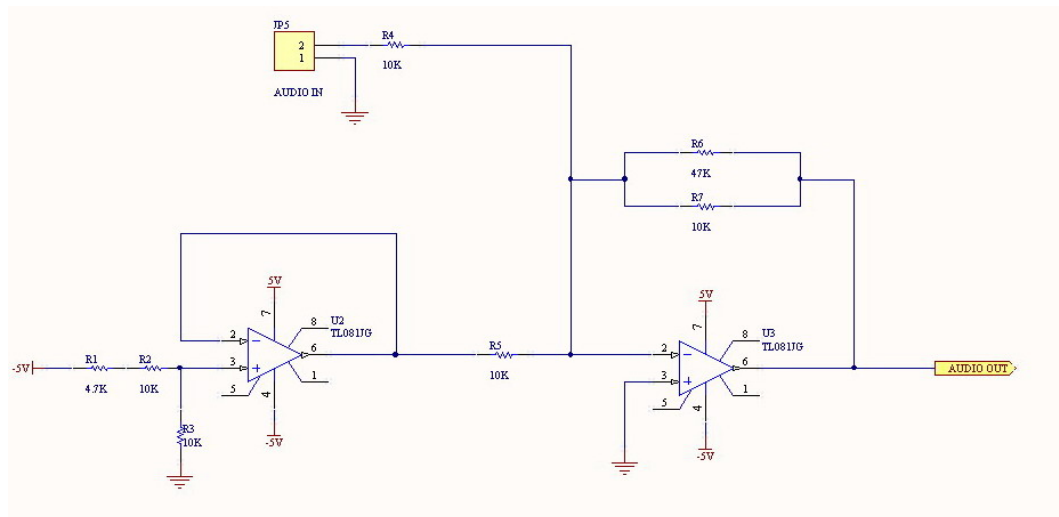 JP5
2
1
AUDIO IN
R4
10K
R6
47K
R7
10K
5V
7
2
3
8
U2
TL081JG
6
1
5
4
-5V
-5V
R1
4.7K
R2
10K
R3
10K
R5
10K
5V
7
2
3
8
U3
TL081JG
6
1
5
4
-5V
AUDIO OUT